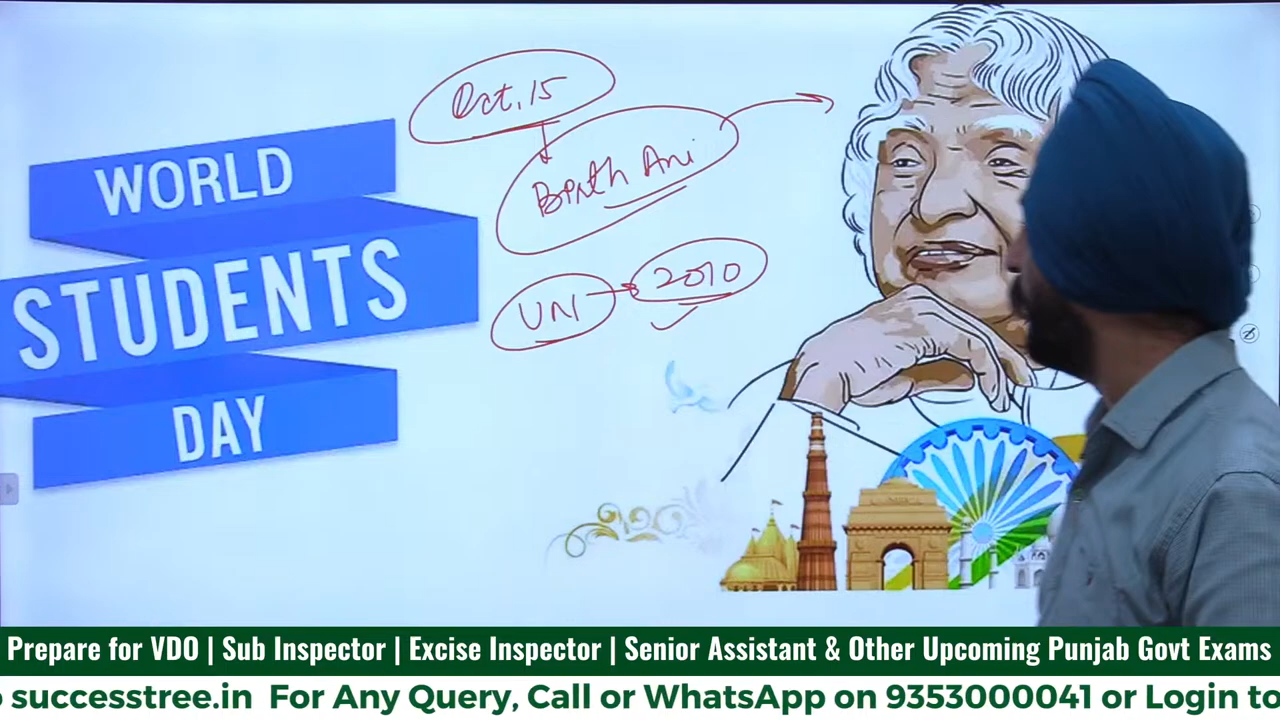 Oct. 15
Birth Ani
UN 2010
WORLD
STUDENTS
DAY
Prepare for VDO | Sub Inspector | Excise Inspector | Senior Assistant & Other Upcoming Punjab Govt Exams
successtree.in For Any Query, Call or WhatsApp on 9353000041 or Login to